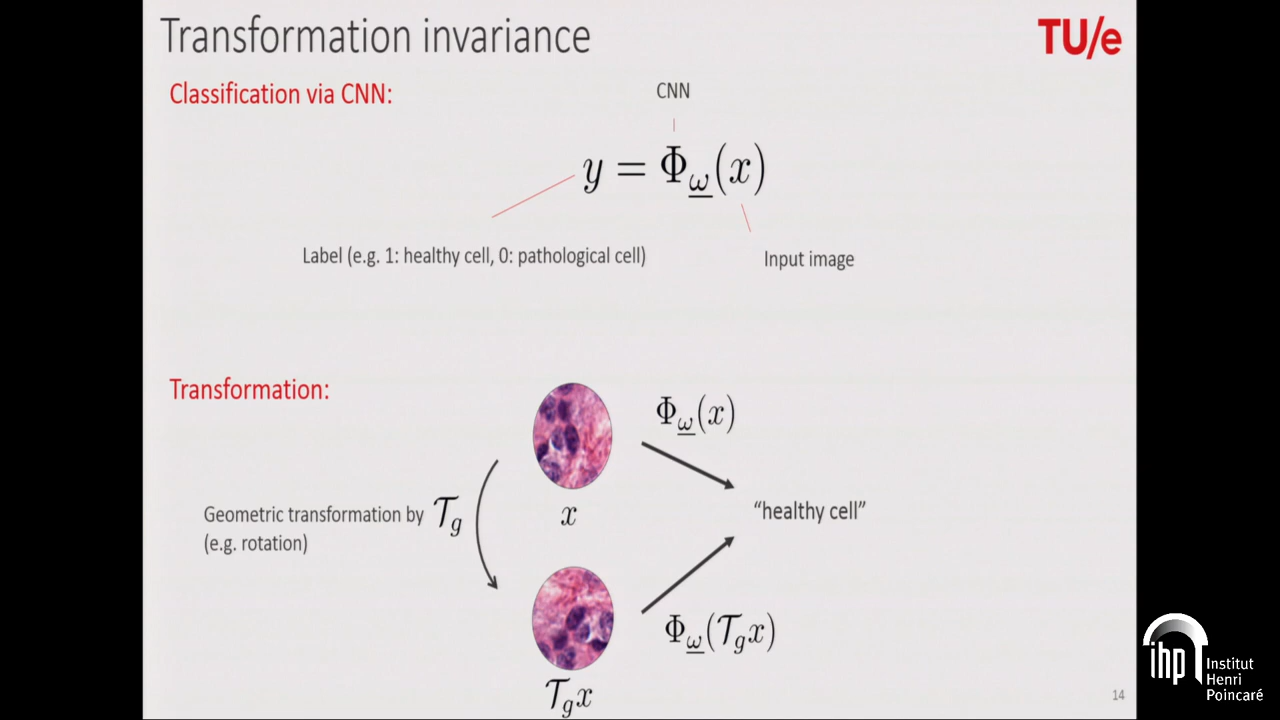 Transformation invariance
TU/e
Classification via CNN:
CNN
y = Φ_ω(x)
Label (e.g. 1: healthy cell, 0: pathological cell)
Input image
Transformation:
Φ_ω(x)
Geometric transformation by 𝒯_g
(e.g. rotation)
x
"healthy cell"
Φ_ω(𝒯_g x)
𝒯_g x
14
ihp
Institut
Henri
Poincaré